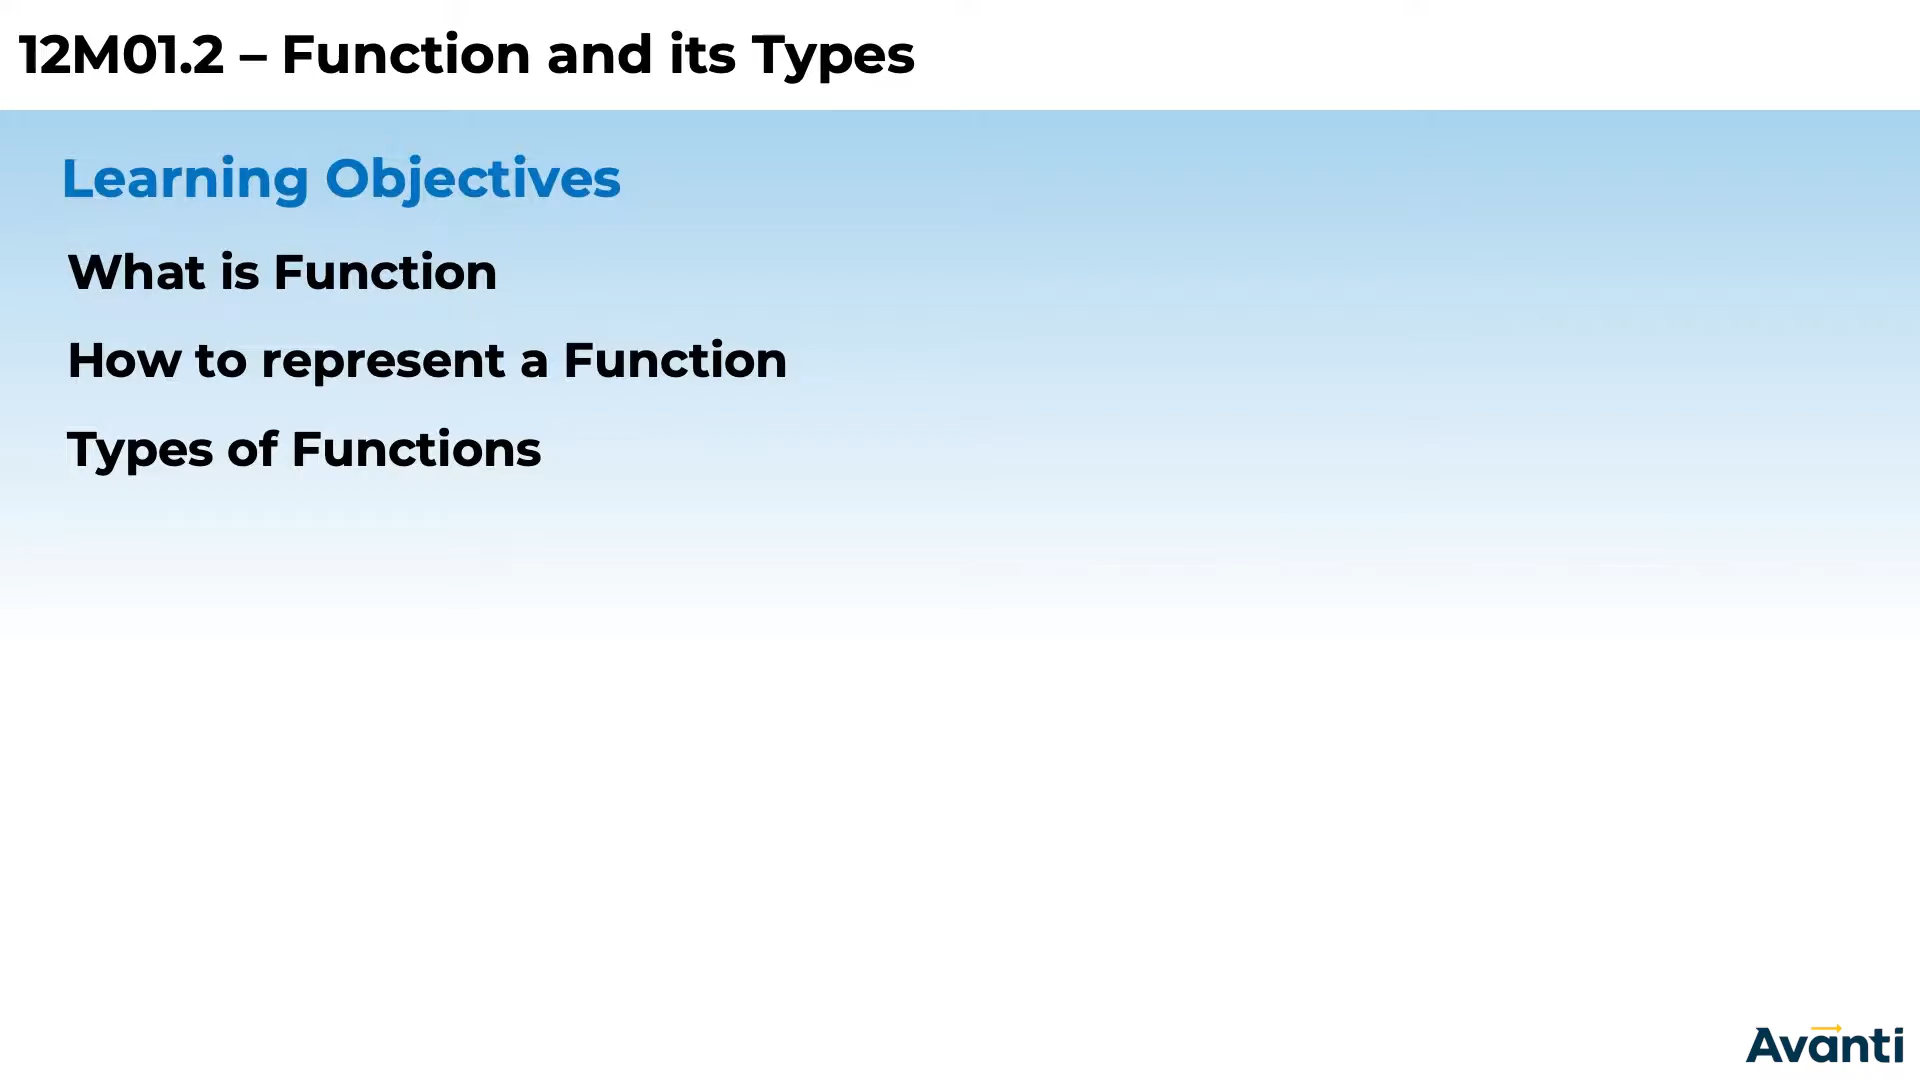 12M01.2 – Function and its Types
Learning Objectives
What is Function
How to represent a Function
Types of Functions
Avanti